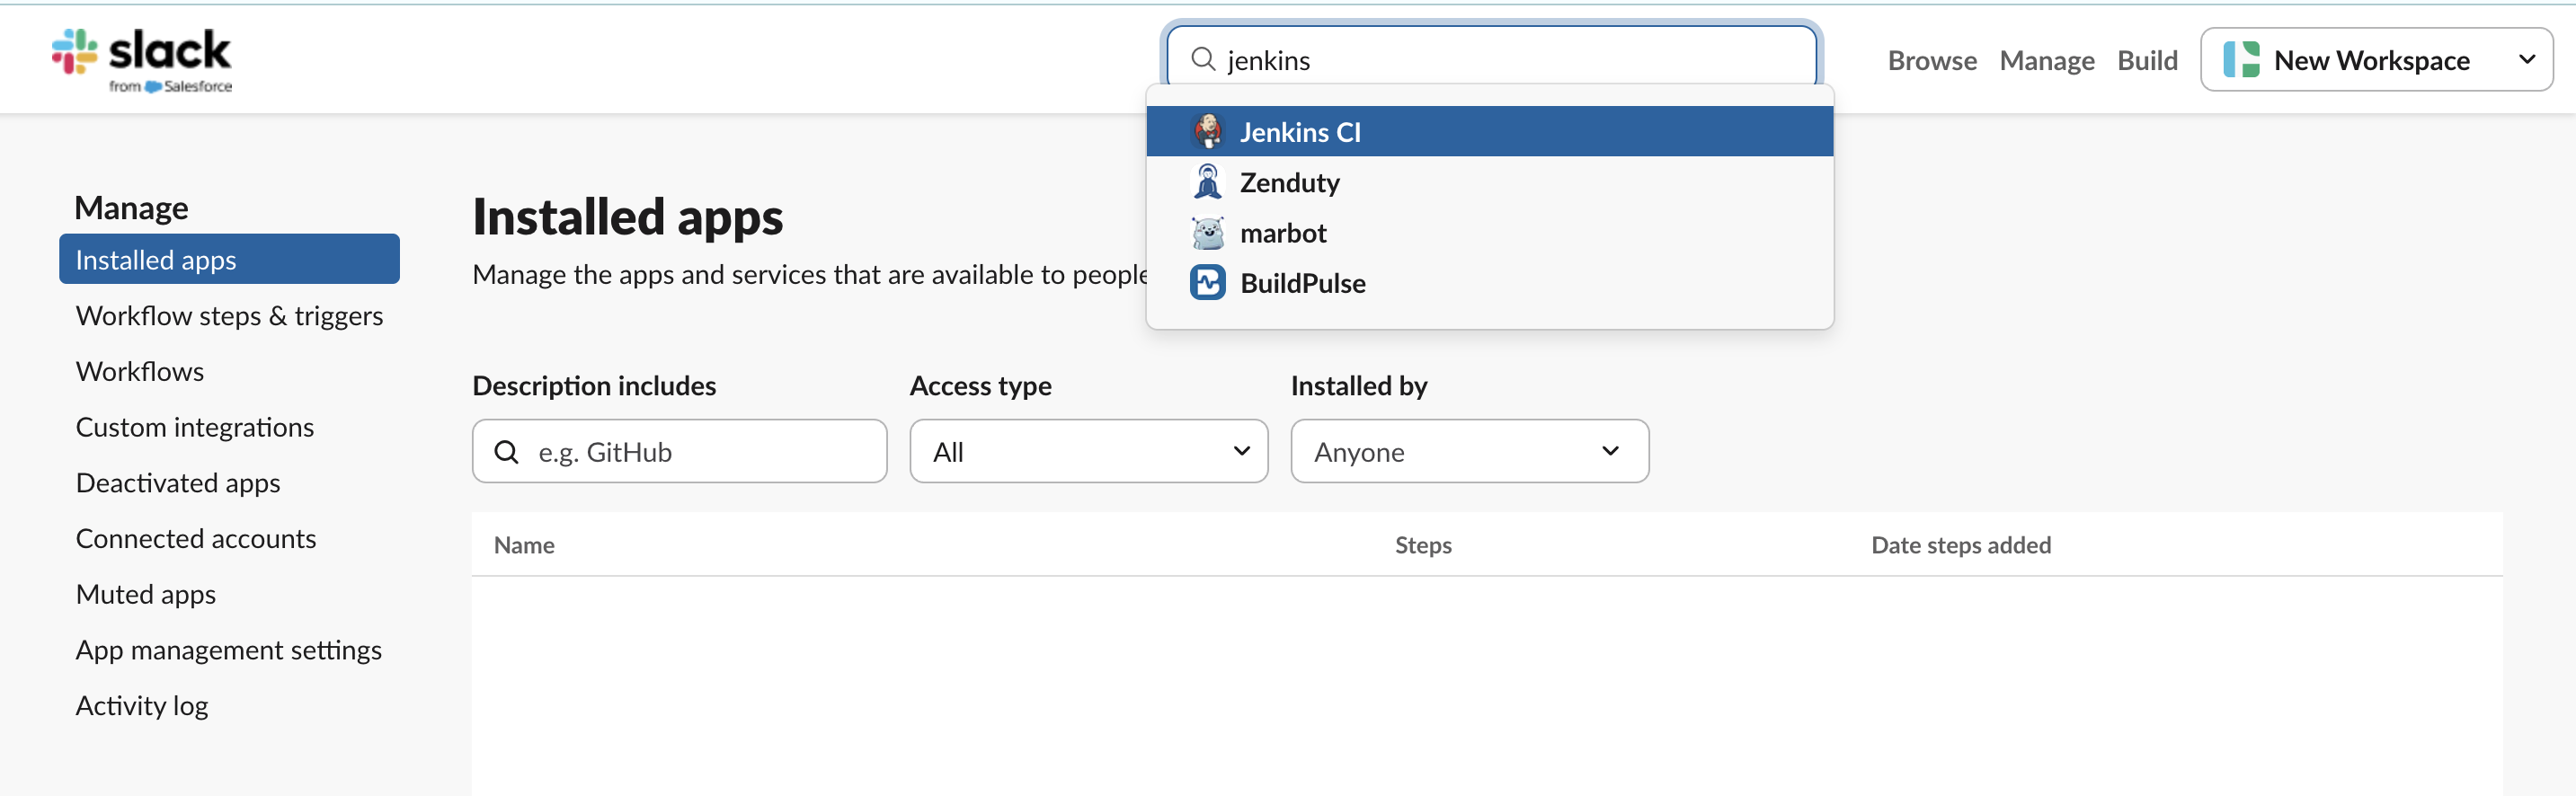 slack
from Salesforce
jenkins
Browse Manage Build New Workspace
Jenkins CI
Zenduty
marbot
BuildPulse
Manage
Installed apps
Workflow steps & triggers
Workflows
Custom integrations
Deactivated apps
Connected accounts
Muted apps
App management settings
Activity log
Installed apps
Manage the apps and services that are available to people
Description includes Access type Installed by
e.g. GitHub All Anyone
Name Steps Date steps added